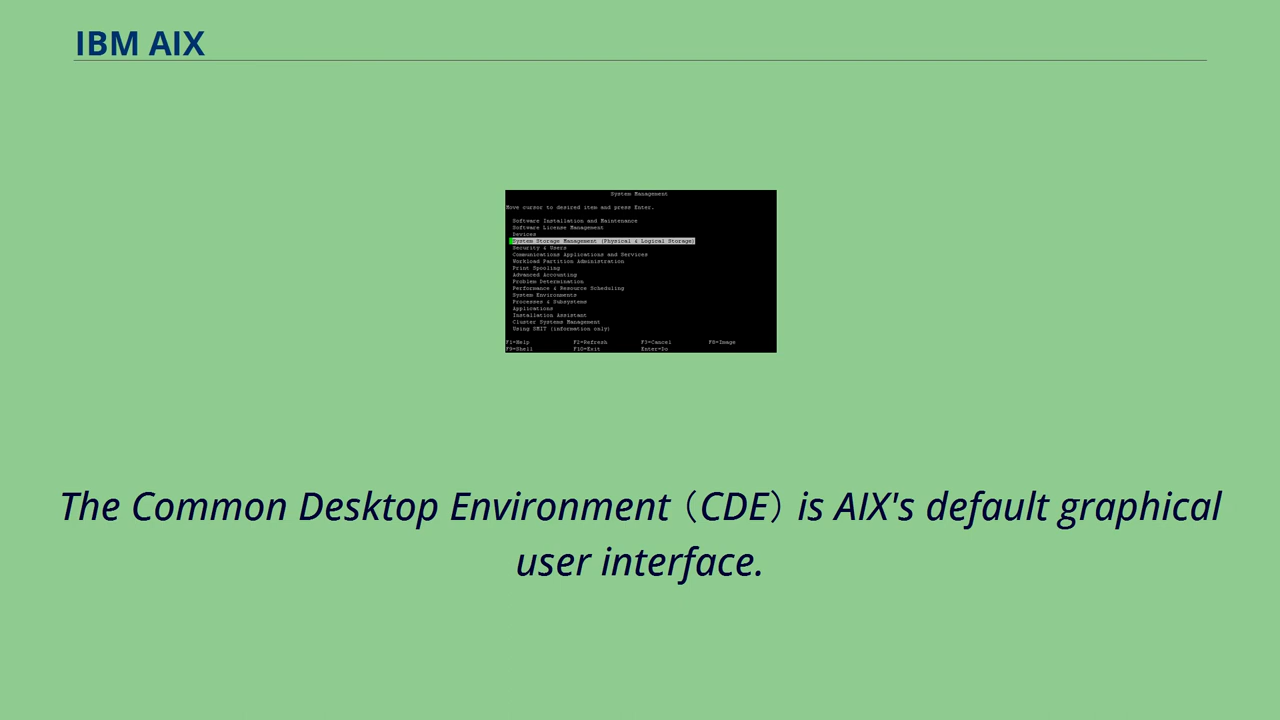 IBM AIX
System Management
Move cursor to desired item and press Enter.
Software Installation and Maintenance
Software License Management
Devices
System Storage Management (Physical & Logical Storage)
Security & Users
Communications Applications and Services
Workload Partition Administration
Print Spooling
Advanced Accounting
Problem Determination
Performance & Resource Scheduling
System Environments
Processes & Subsystems
Applications
Installation Assistant
Cluster Systems Management
Using SMIT (information only)
F1=Help F2=Refresh F3=Cancel F8=Image
F9=Shell F10=Exit Enter=Do
The Common Desktop Environment (CDE) is AIX's default graphical
user interface.